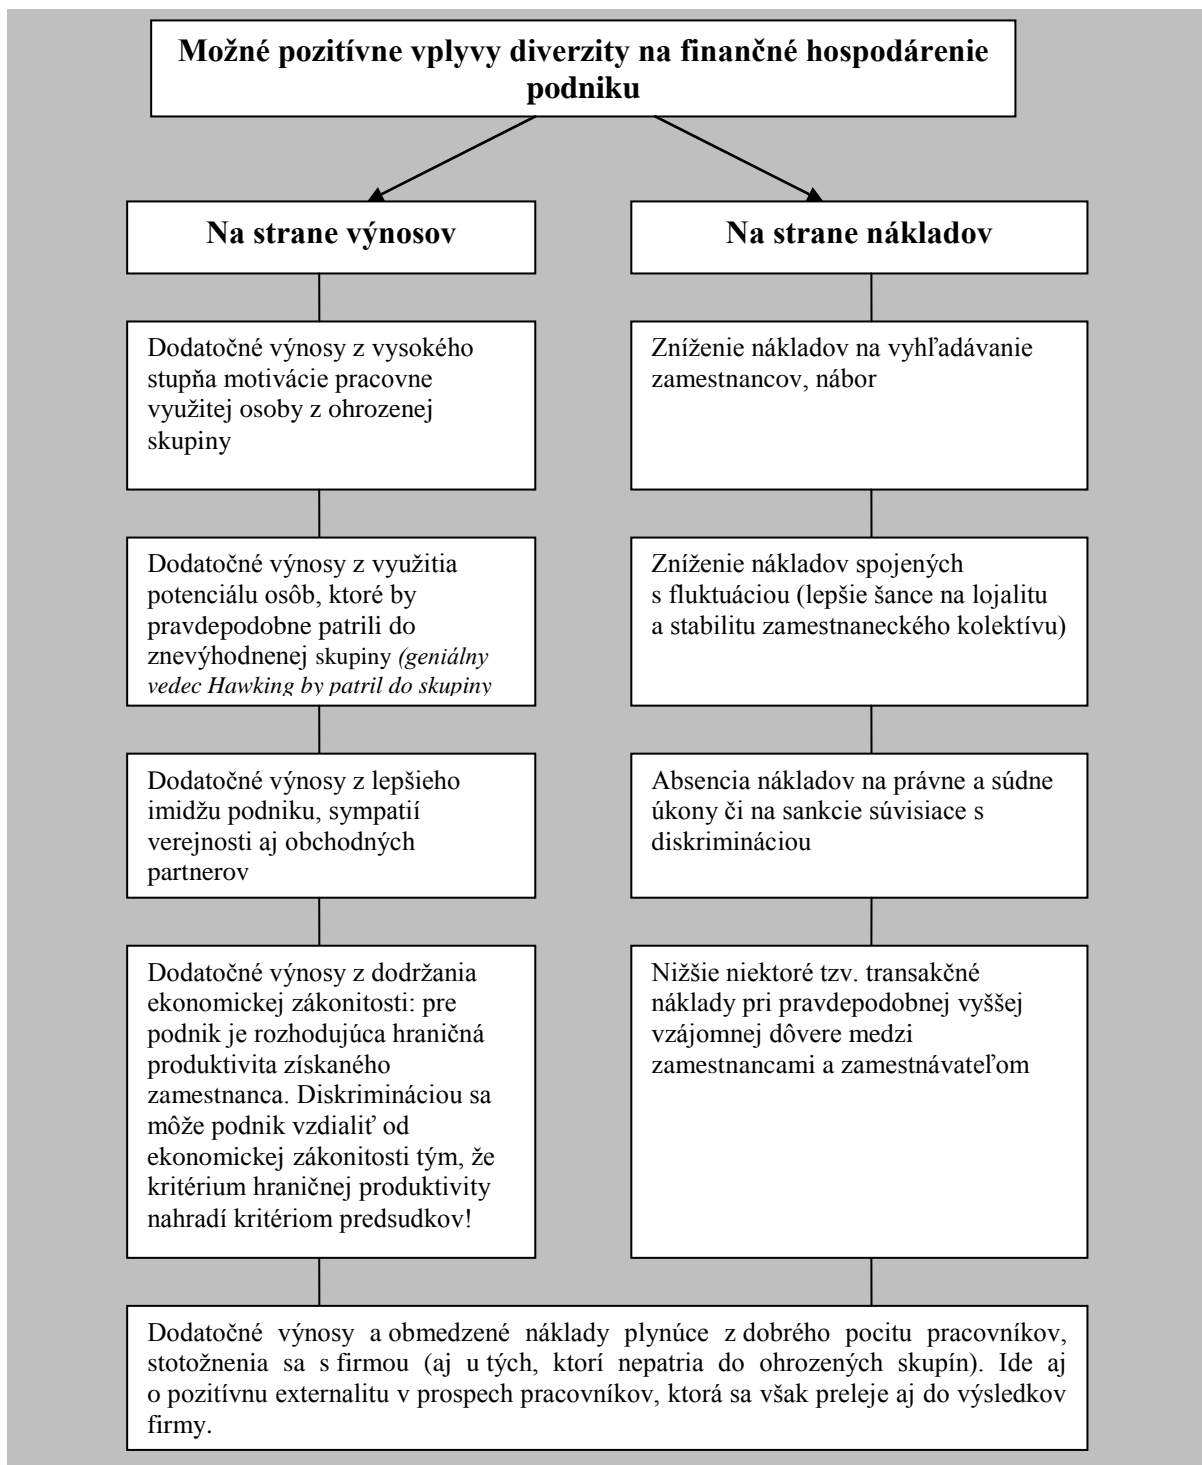 Možné pozitívne vplyvy diverzity na finančné hospodárenie
podniku
Na strane výnosov
Dodatočné výnosy z vysokého
stupňa motivácie pracovne
využitej osoby z ohrozenej
skupiny
Dodatočné výnosy z využitia
potenciálu osôb, ktoré by
pravdepodobne patrili do
znevýhodnenej skupiny (geniálny
vedec Hawking by patril do skupiny
Dodatočné výnosy z lepšieho
imidžu podniku, sympatií
verejnosti aj obchodných
partnerov
Dodatočné výnosy z dodržania
ekonomickej zákonitosti: pre
podnik je rozhodujúca hraničná
produktivita získaného
zamestnanca. Diskrimináciou sa
môže podnik vzdialiť od
ekonomickej zákonitosti tým, že
kritérium hraničnej produktivity
nahradí kritériom predsudkov!
Na strane nákladov
Zníženie nákladov na vyhľadávanie
zamestnancov, nábor
Zníženie nákladov spojených
s fluktuáciou (lepšie šance na lojalitu
a stabilitu zamestnaneckého kolektívu)
Absencia nákladov na právne a súdne
úkony či na sankcie súvisiace s
diskrimináciou
Nižšie niektoré tzv. transakčné
náklady pri pravdepodobnej vyššej
vzájomnej dôvere medzi
zamestnancami a zamestnávateľom
Dodatočné výnosy a obmedzené náklady plynúce z dobrého pocitu pracovníkov,
stotožnenia sa s firmou (aj u tých, ktorí nepatria do ohrozených skupín). Ide aj
o pozitívnu externalitu v prospech pracovníkov, ktorá sa však preleje aj do výsledkov
firmy.